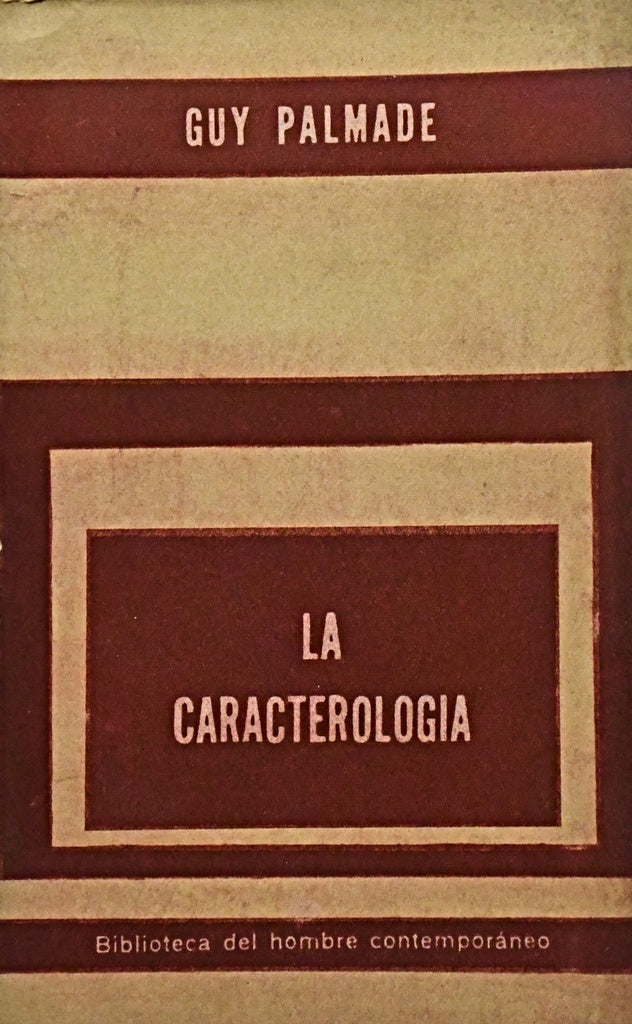 GUY PALMADE
LA
CARACTEROLOGIA
Biblioteca del hombre contemporáneo